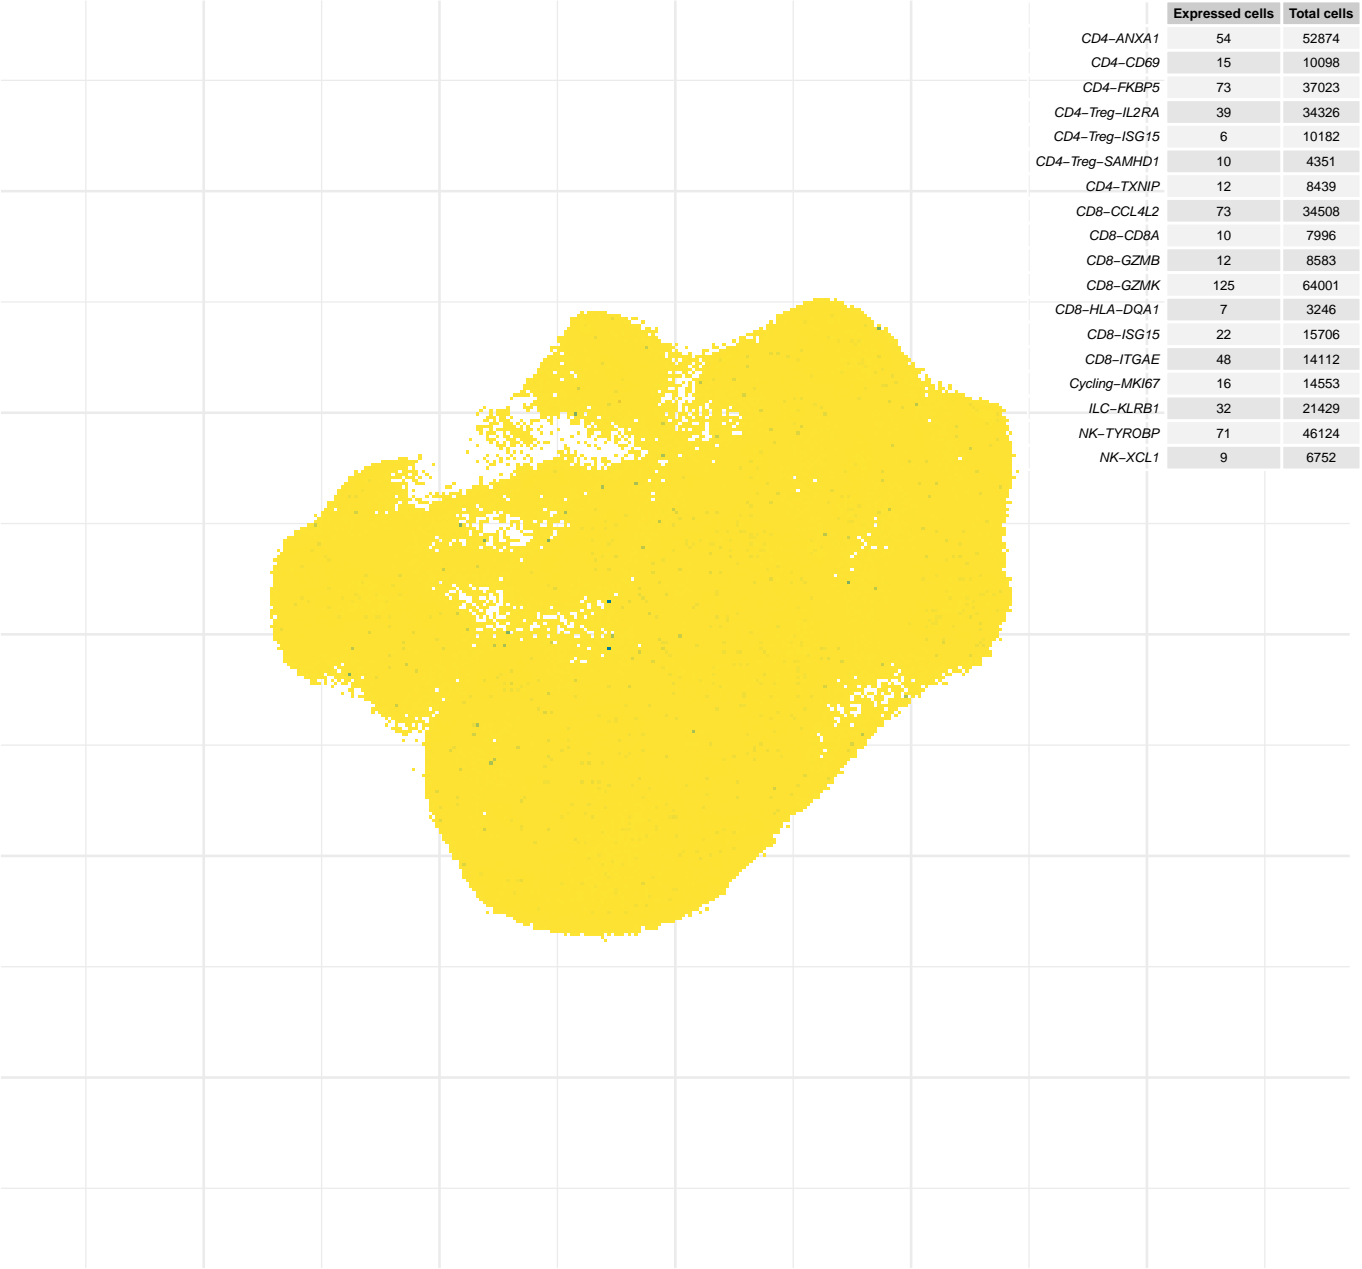 Expressed cells Total cells
CD4−ANXA1 54 52874
CD4−CD69 15 10098
CD4−FKBP5 73 37023
CD4−Treg−IL2RA 39 34326
CD4−Treg−ISG15 6 10182
CD4−Treg−SAMHD1 10 4351
CD4−TXNIP 12 8439
CD8−CCL4L2 73 34508
CD8−CD8A 10 7996
CD8−GZMB 12 8583
CD8−GZMK 125 64001
CD8−HLA−DQA1 7 3246
CD8−ISG15 22 15706
CD8−ITGAE 48 14112
Cycling−MKI67 16 14553
ILC−KLRB1 32 21429
NK−TYROBP 71 46124
NK−XCL1 9 6752